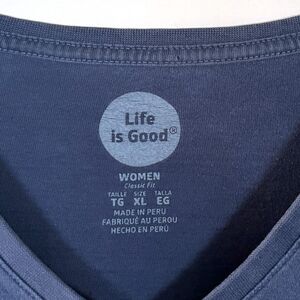 Life
is Good®
WOMEN
Classic Fit
TAILLE SIZE TALLA
TG XL EG
MADE IN PERU
FABRIQUÉ AU PEROU
HECHO EN PERÚ